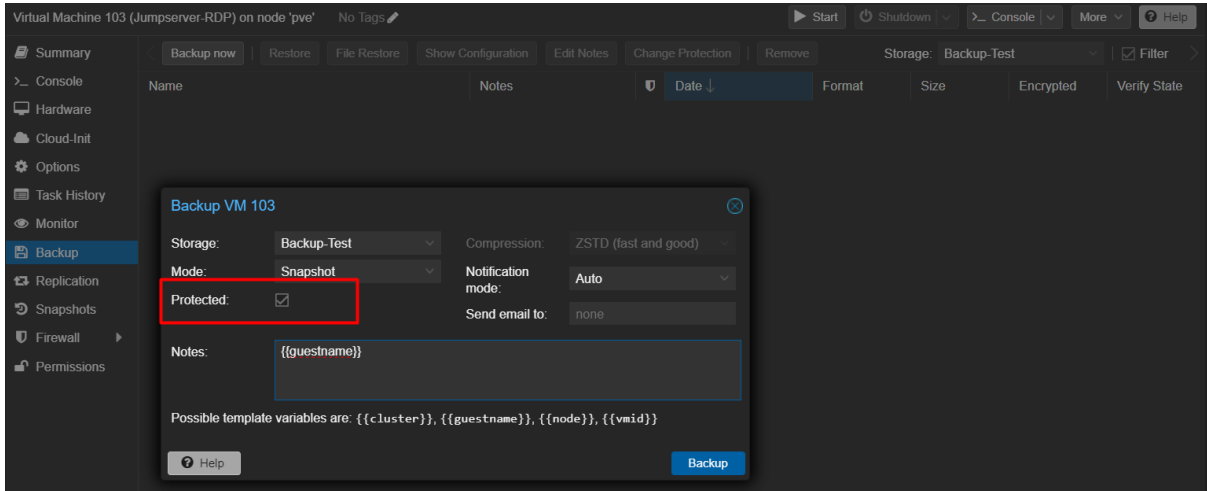 Virtual Machine 103 (Jumpserver-RDP) on node 'pve' No Tags Start Shutdown Console More Help
Summary
Console
Hardware
Cloud-Init
Options
Task History
Monitor
Backup
Replication
Snapshots
Firewall
Permissions
Backup now Restore File Restore Show Configuration Edit Notes Change Protection Remove Storage: Backup-Test Filter
Name Notes Date ↓ Format Size Encrypted Verify State
Backup VM 103
Storage: Backup-Test Compression: ZSTD (fast and good)
Mode: Snapshot Notification mode: Auto
Protected:
Send email to: none
Notes: {{guestname}}
Possible template variables are: {{cluster}}, {{guestname}}, {{node}}, {{vmid}}
Help Backup